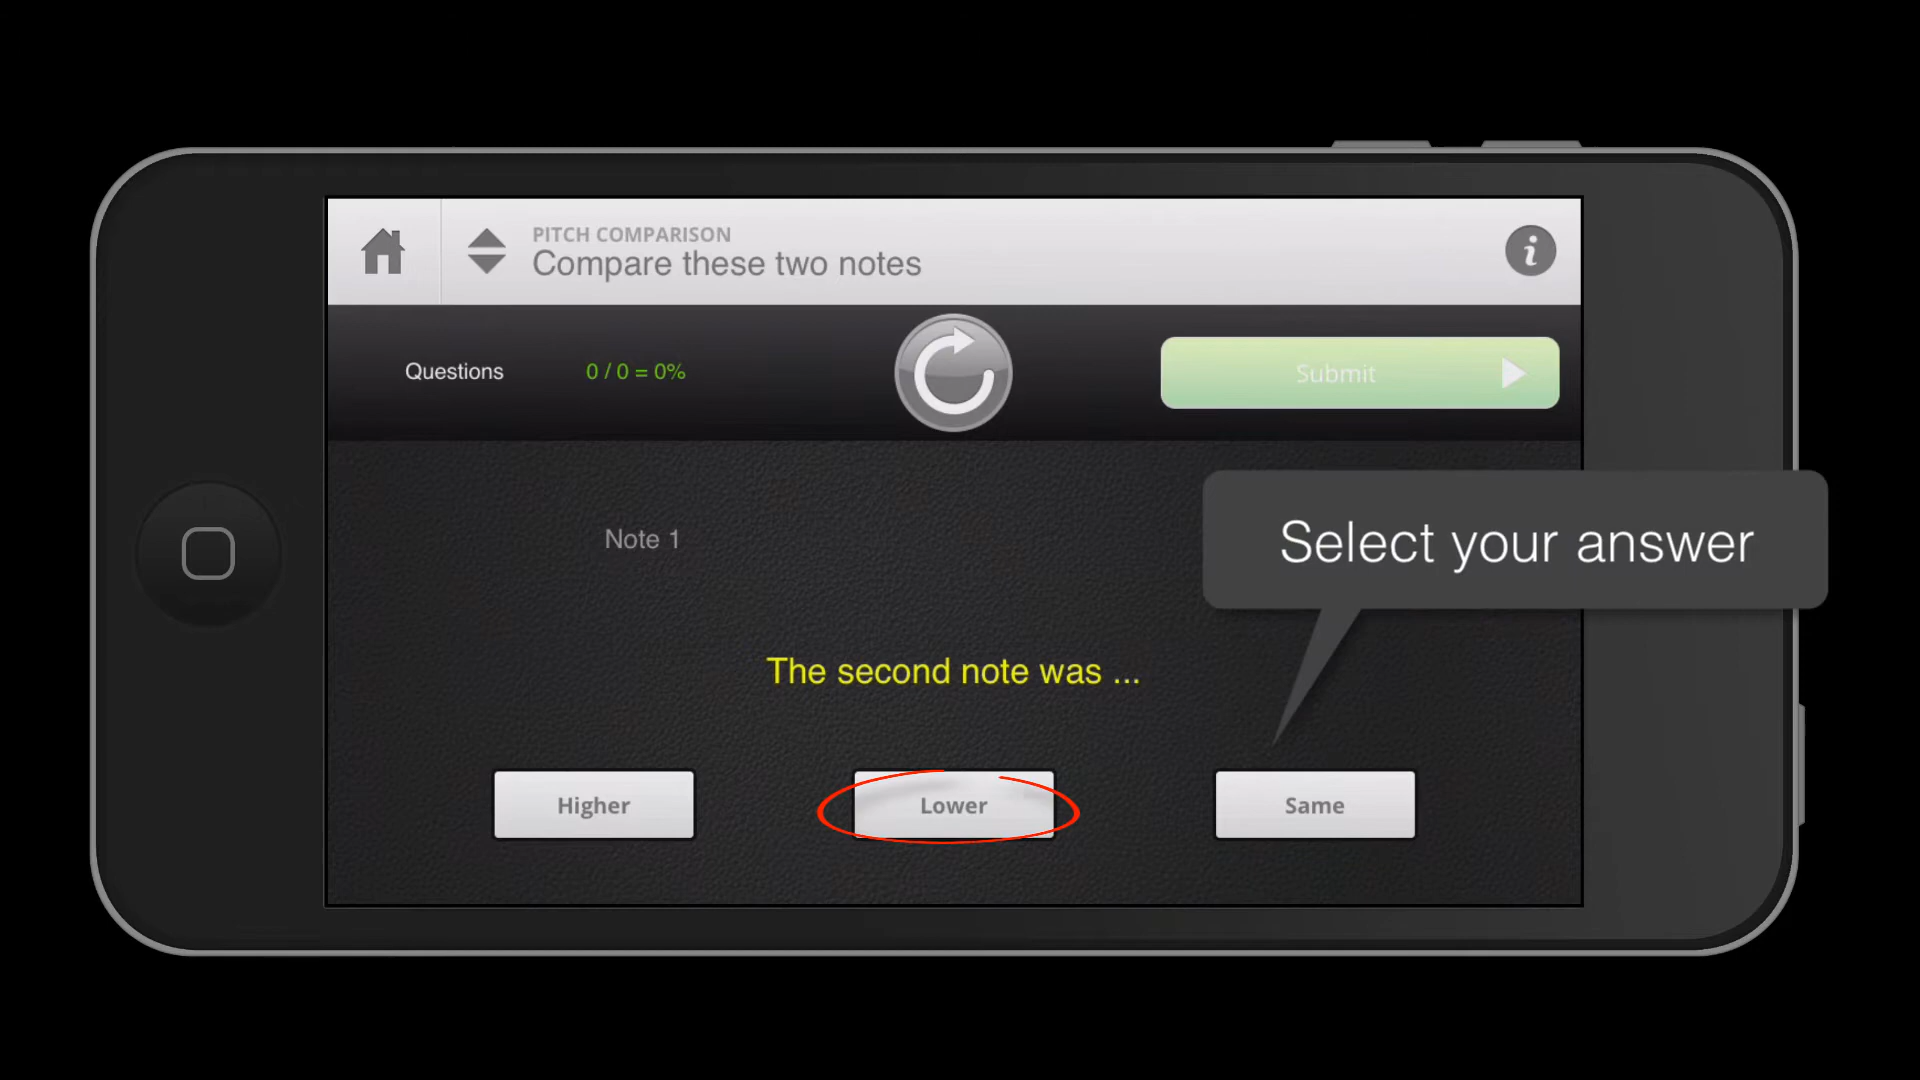 PITCH COMPARISON
Compare these two notes
Questions 0 / 0 = 0%
Submit
Note 1
Select your answer
The second note was ...
Higher
Lower
Same